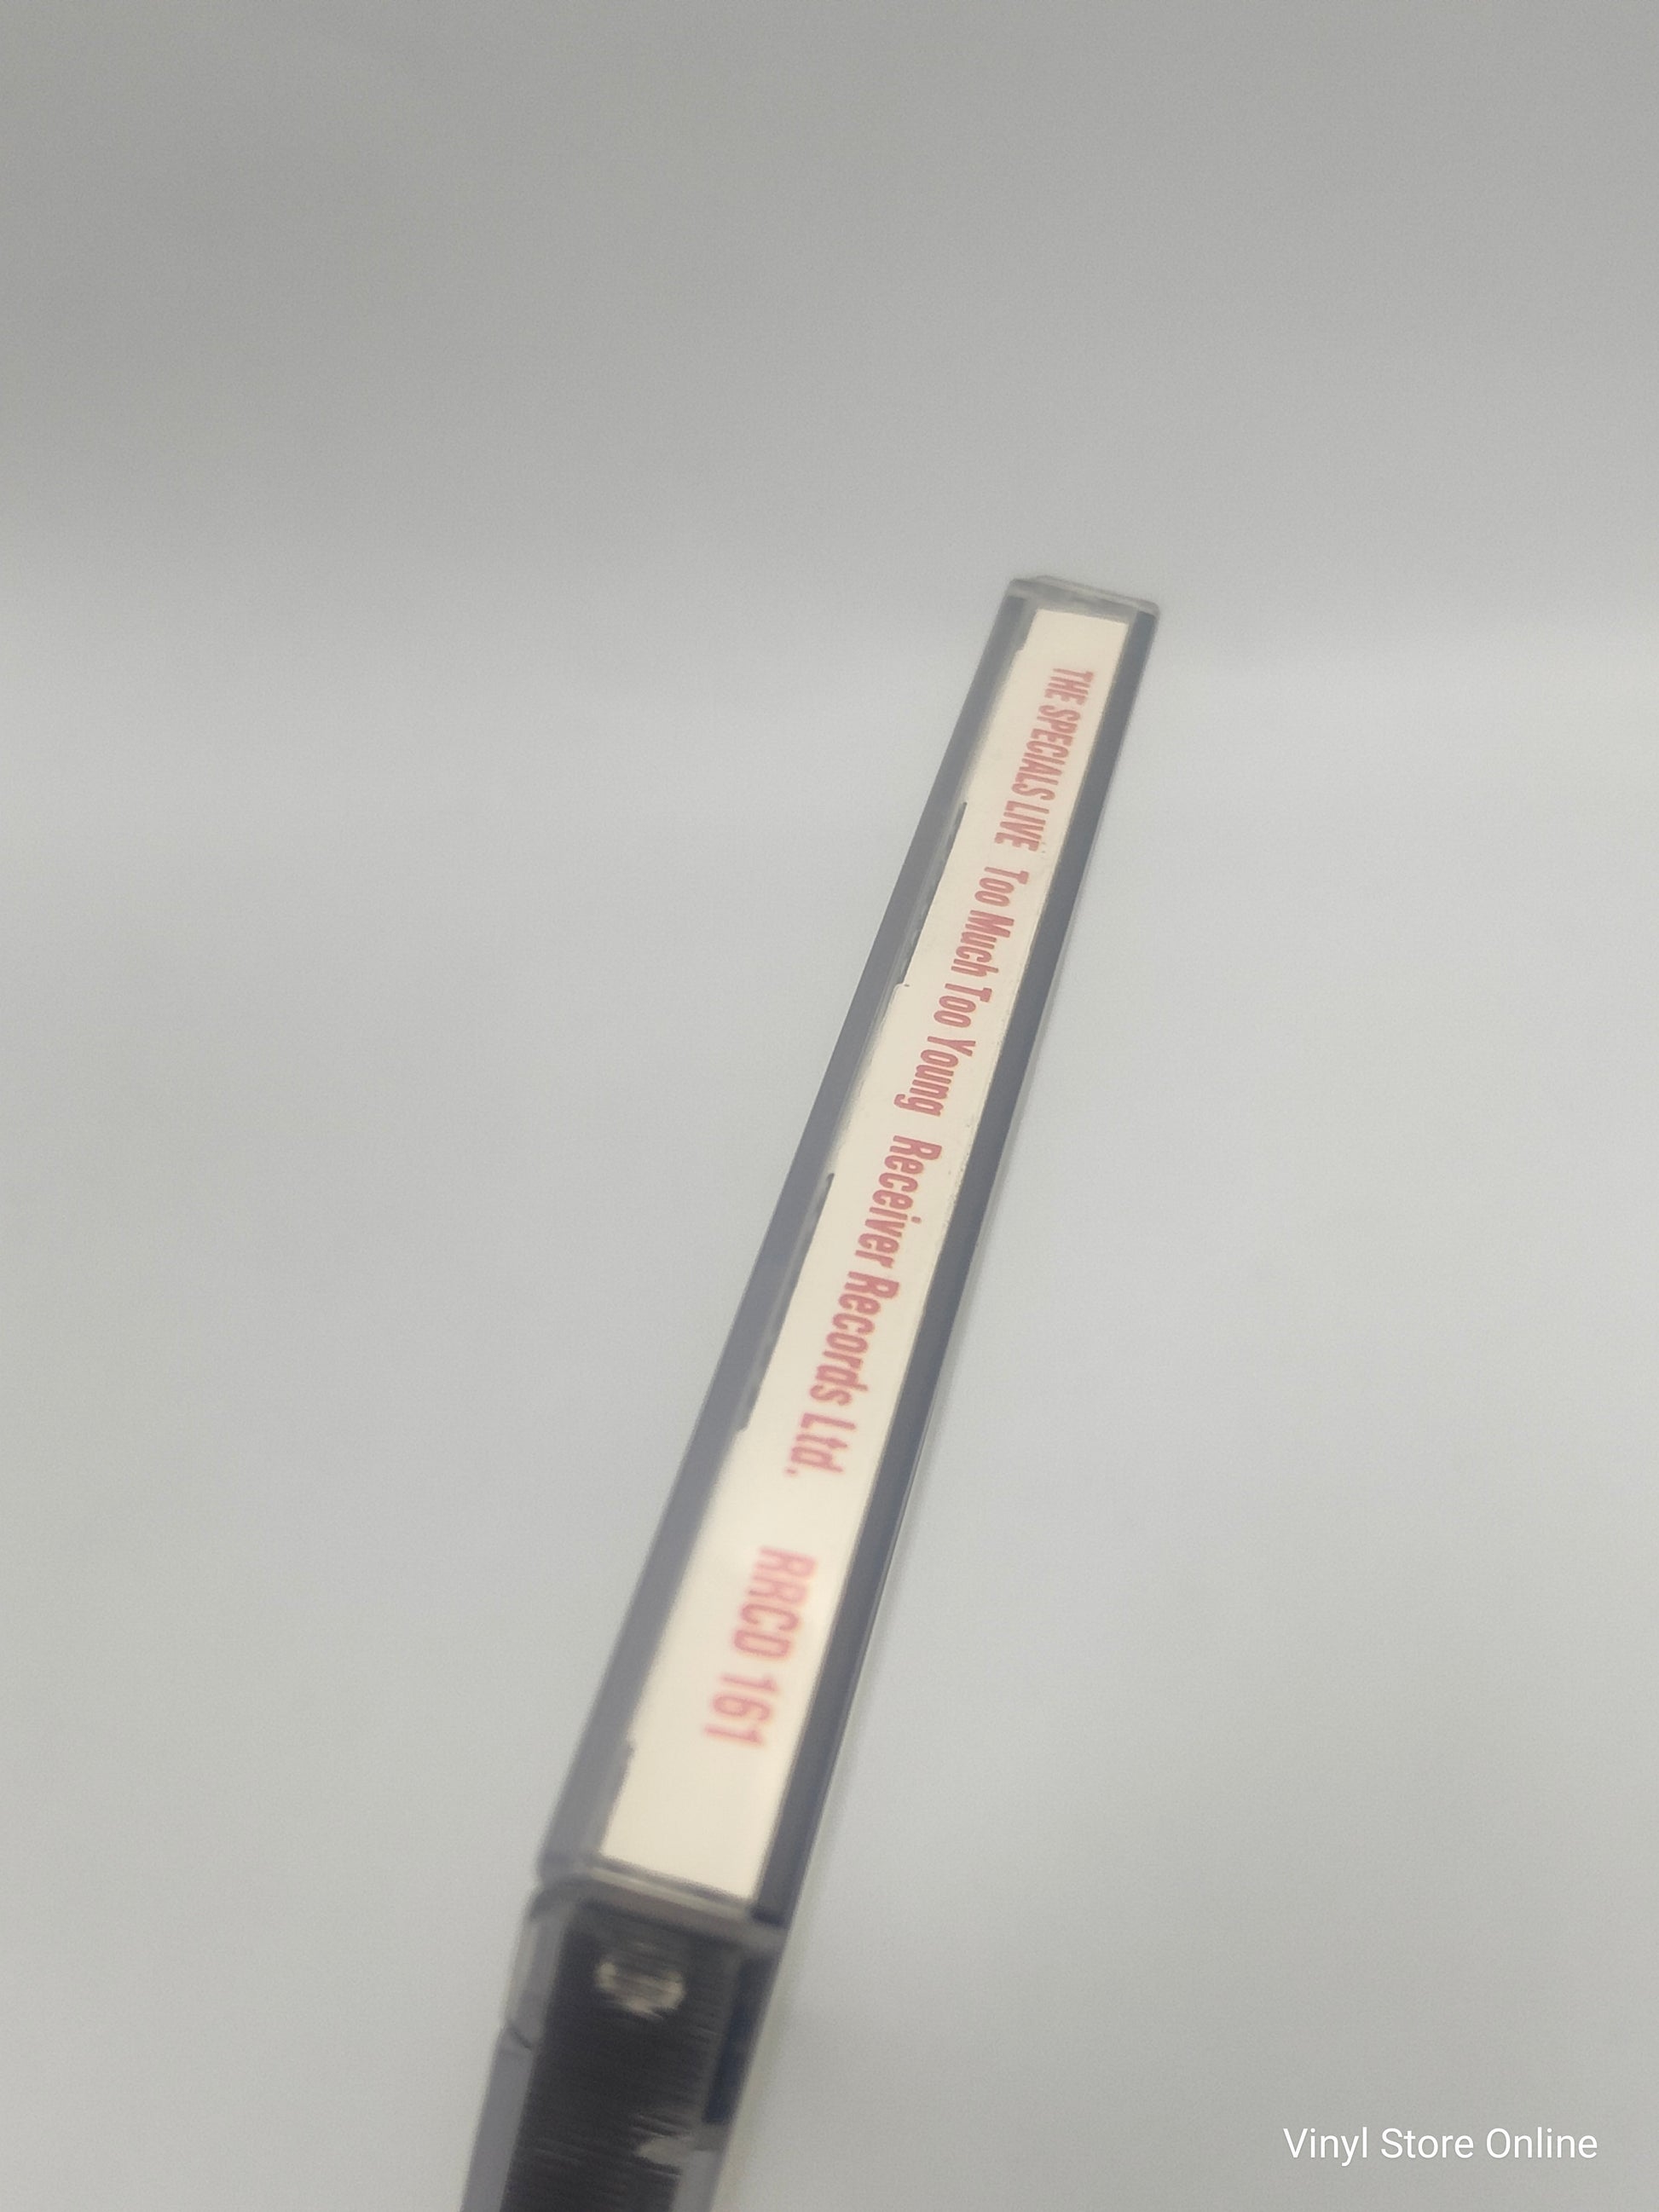 THE SPECIALS LIVE Too Much Too Young Receiver Records Ltd. RRCD 161
Vinyl Store Online